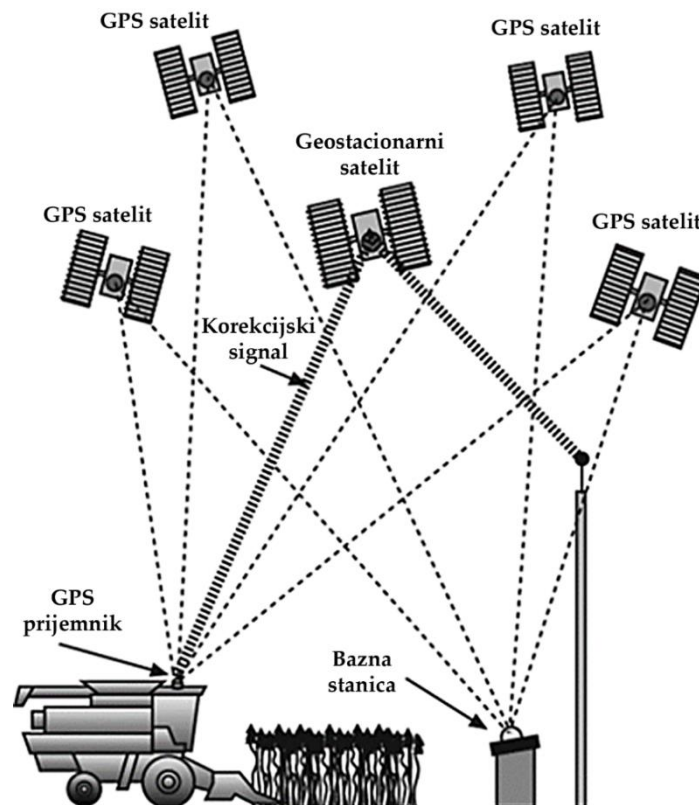 GPS satelit
GPS satelit
Geostacionarni
satelit
GPS satelit
GPS satelit
Korekcijski
signal
GPS
prijemnik
Bazna
stanica